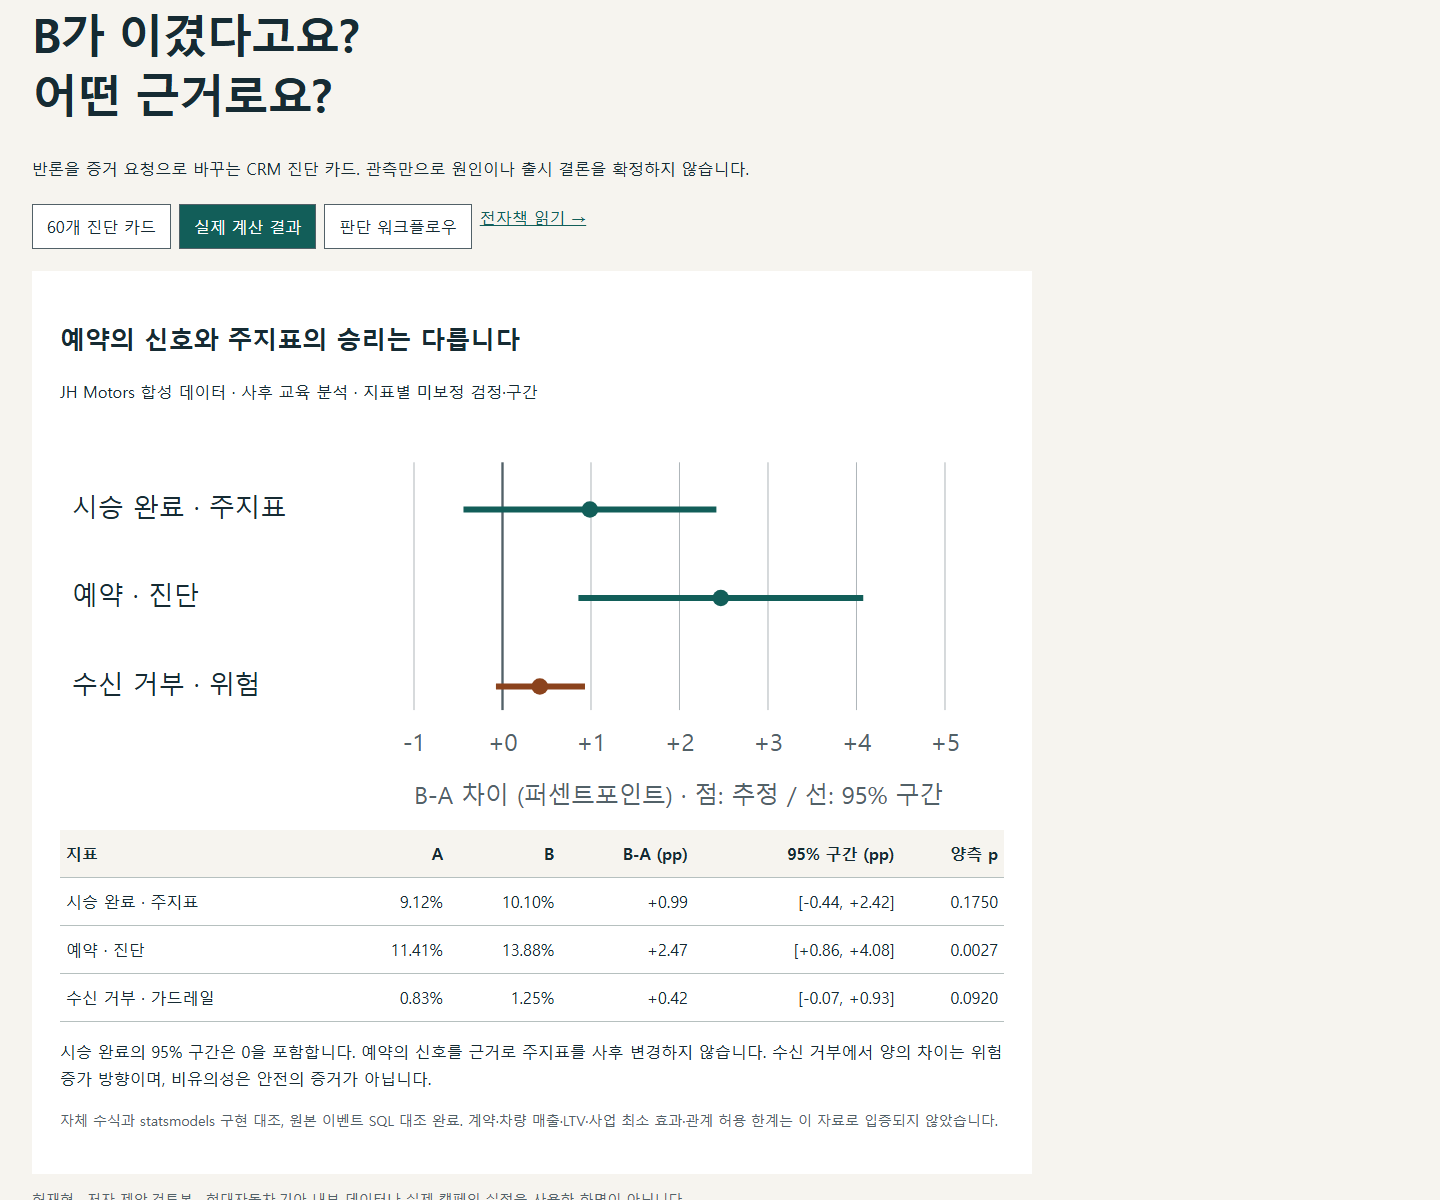 B가 이겼다고요?
어떤 근거로요?
반론을 증거 요청으로 바꾸는 CRM 진단 카드. 관측만으로 원인이나 출시 결론을 확정하지 않습니다.
60개 진단 카드 실제 계산 결과 판단 워크플로우 전자책 읽기 →
예약의 신호와 주지표의 승리는 다릅니다
JH Motors 합성 데이터 · 사후 교육 분석 · 지표별 미보정 검정·구간
시승 완료 · 주지표
예약 · 진단
수신 거부 · 위험
-1 +0 +1 +2 +3 +4 +5
B-A 차이 (퍼센트포인트) · 점: 추정 / 선: 95% 구간
지표 A B B-A (pp) 95% 구간 (pp) 양측 p
시승 완료 · 주지표 9.12% 10.10% +0.99 [-0.44, +2.42] 0.1750
예약 · 진단 11.41% 13.88% +2.47 [+0.86, +4.08] 0.0027
수신 거부 · 가드레일 0.83% 1.25% +0.42 [-0.07, +0.93] 0.0920
시승 완료의 95% 구간은 0을 포함합니다. 예약의 신호를 근거로 주지표를 사후 변경하지 않습니다. 수신 거부에서 양의 차이는 위험
증가 방향이며, 비유의성은 안전의 증거가 아닙니다.
자체 수식과 statsmodels 구현 대조, 원본 이벤트 SQL 대조 완료. 계약·차량 매출·LTV·사업 최소 효과·관계 허용 한계는 이 자료로 입증되지 않았습니다.